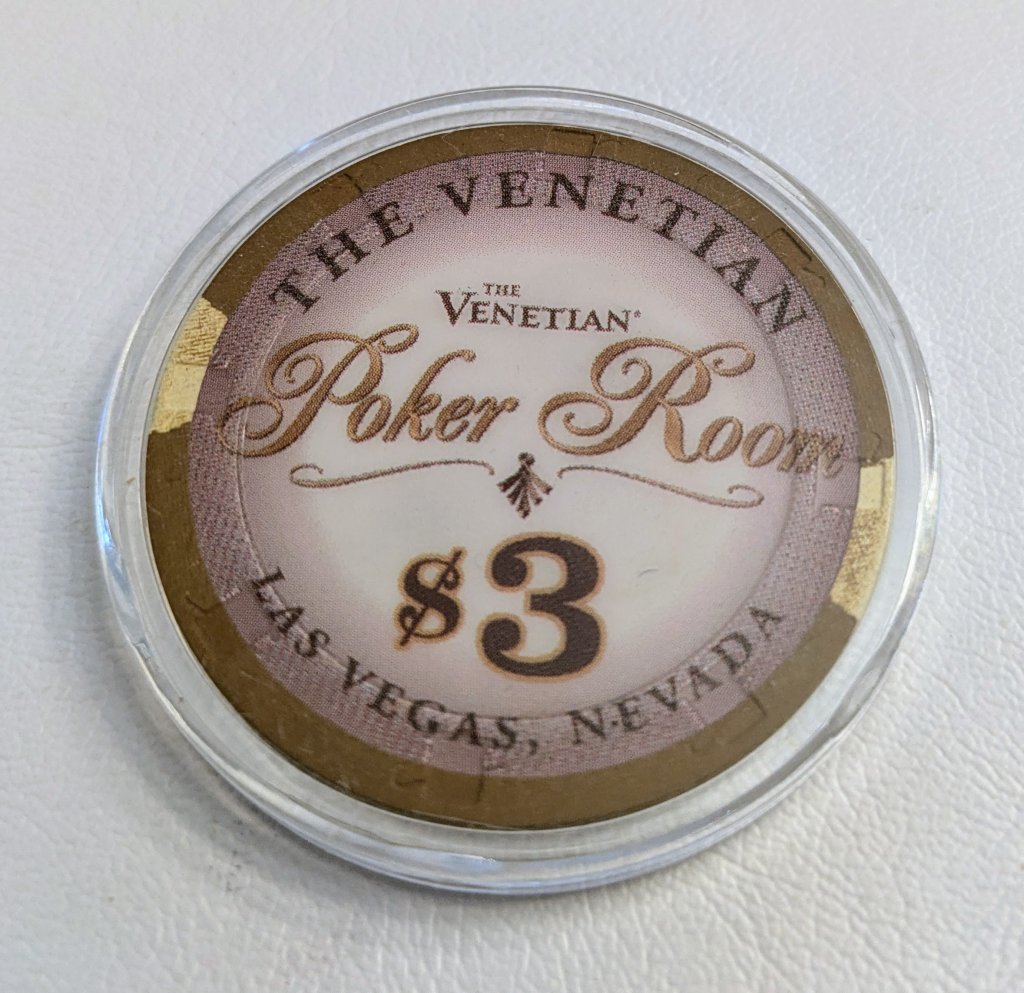 THE VENETIAN
THE
VENETIAN®
Poker Room
$3
LAS VEGAS, NEVADA